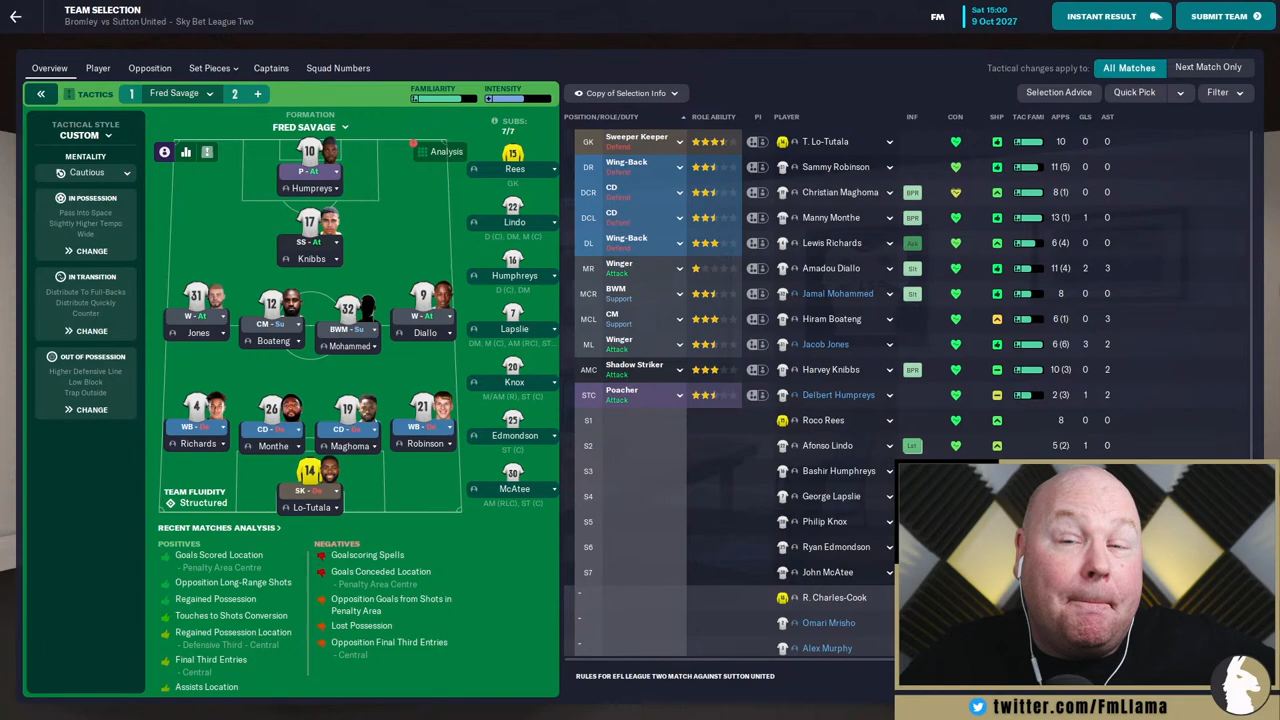 TEAM SELECTION
Bromley vs Sutton United - Sky Bet League Two
FM
Sat 15:00
9 Oct 2027
INSTANT RESULT
SUBMIT TEAM
Overview
Player
Opposition
Set Pieces
Captains
Squad Numbers
Tactical changes apply to:
All Matches
Next Match Only
TACTICS
1
Fred Savage
2
+
FAMILIARITY
INTENSITY
Copy of Selection Info
Selection Advice
Quick Pick
Filter
TACTICAL STYLE
CUSTOM
MENTALITY
Cautious
IN POSSESSION
Pass Into Space
Slightly Higher Tempo
Wide
CHANGE
IN TRANSITION
Distribute To Full-Backs
Distribute Quickly
Counter
CHANGE
OUT OF POSSESSION
Higher Defensive Line
Low Block
Trap Outside
CHANGE
FORMATION
FRED SAVAGE
Analysis
10
P - At
Humpreys
17
SS - At
Knibbs
31
W - At
Jones
12
CM - Su
Boateng
32
BWM - Su
Mohammed
9
W - At
Diallo
4
WB - De
Richards
26
CD - De
Monthe
19
CD - De
Maghoma
21
WB - De
Robinson
14
SK - De
Lo-Tutala
TEAM FLUIDITY
Structured
SUBS:
7/7
15
Rees
GK
22
Lindo
D (C), DM, M (C)
16
Humphreys
D (C), DM
7
Lapslie
DM, M (C), AM (RC), ST...
20
Knox
M/AM (R), ST (C)
25
Edmondson
ST (C)
30
McAtee
AM (RLC), ST (C)
RECENT MATCHES ANALYSIS
POSITIVES
Goals Scored Location
- Penalty Area Centre
Opposition Long-Range Shots
Regained Possession
Touches to Shots Conversion
Regained Possession Location
- Defensive Third - Central
Final Third Entries
- Central
Assists Location
NEGATIVES
Goalscoring Spells
Goals Conceded Location
- Penalty Area Centre
Opposition Goals from Shots in
Penalty Area
Lost Possession
Opposition Final Third Entries
- Central
POSITION/ROLE/DUTY
ROLE ABILITY
PI
PLAYER
INF
CON
SHP
TAC FAMI
APPS
GLS
AST
GK Sweeper Keeper Defend T. Lo-Tutala 10 0 0
DR Wing-Back Defend Sammy Robinson 11 (5) 0 0
DCR CD Defend Christian Maghoma BPR 8 (1) 0 0
DCL CD Defend Manny Monthe BPR 13 (1) 1 0
DL Wing-Back Defend Lewis Richards Ask 6 (4) 0 0
MR Winger Attack Amadou Diallo Slt 11 (4) 2 3
MCR BWM Support Jamal Mohammed Slt 8 0 0
MCL CM Support Hiram Boateng 6 (1) 0 3
ML Winger Attack Jacob Jones 6 (6) 3 2
AMC Shadow Striker Attack Harvey Knibbs BPR 10 (3) 0 2
STC Poacher Attack Delbert Humpreys 2 (3) 1 2
S1 Roco Rees 8 0 0
S2 Afonso Lindo Lst 5 (2) 1 0
S3 Bashir Humphreys
S4 George Lapslie
S5 Philip Knox
S6 Ryan Edmondson
S7 John McAtee
- R. Charles-Cook
- Omari Mrisho
- Alex Murphy
RULES FOR EFL LEAGUE TWO MATCH AGAINST SUTTON UNITED
twitter.com/FmLlama